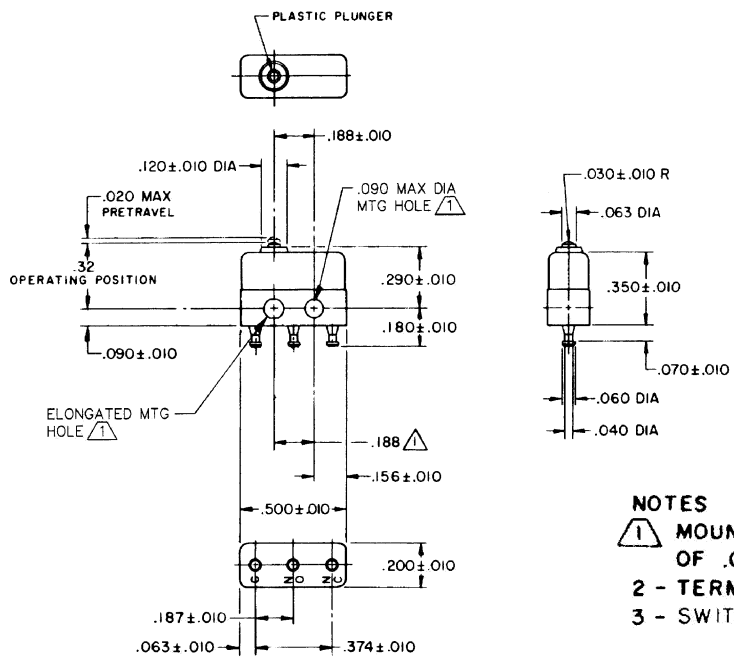 PLASTIC PLUNGER
.188±.010
.120±.010 DIA
.090 MAX DIA
MTG HOLE 1
.020 MAX
PRETRAVEL
.32
OPERATING POSITION
.290±.010
.180±.010
.090±.010
ELONGATED MTG
HOLE 1
.188 1
.156±.010
.500±.010
.030±.010 R
.063 DIA
.350±.010
.070±.010
.060 DIA
.040 DIA
.200±.010
C
NO
NC
.187±.010
.063±.010
.374±.010
NOTES
1 MOUN
OF .0
2 - TERM
3 - SWIT